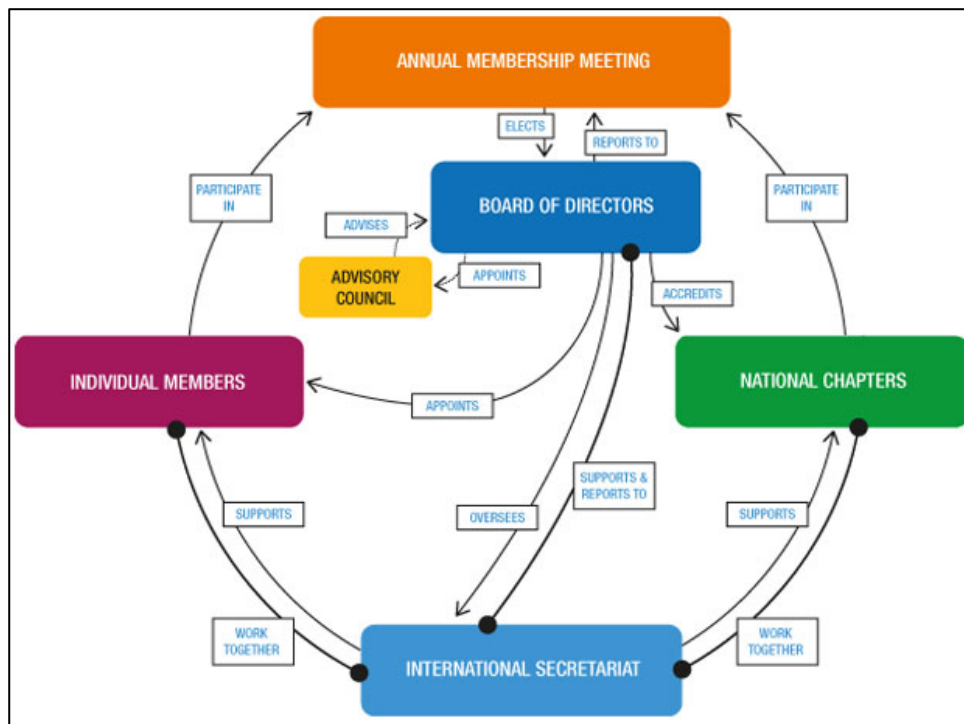 ANNUAL MEMBERSHIP MEETING
ELECTS
REPORTS TO
PARTICIPATE
IN
BOARD OF DIRECTORS
PARTICIPATE
IN
ADVISES
ADVISORY
COUNCIL
APPOINTS
ACCREDITS
INDIVIDUAL MEMBERS
NATIONAL CHAPTERS
APPOINTS
SUPPORTS &
REPORTS TO
SUPPORTS
OVERSEES
SUPPORTS
WORK
TOGETHER
WORK
TOGETHER
INTERNATIONAL SECRETARIAT